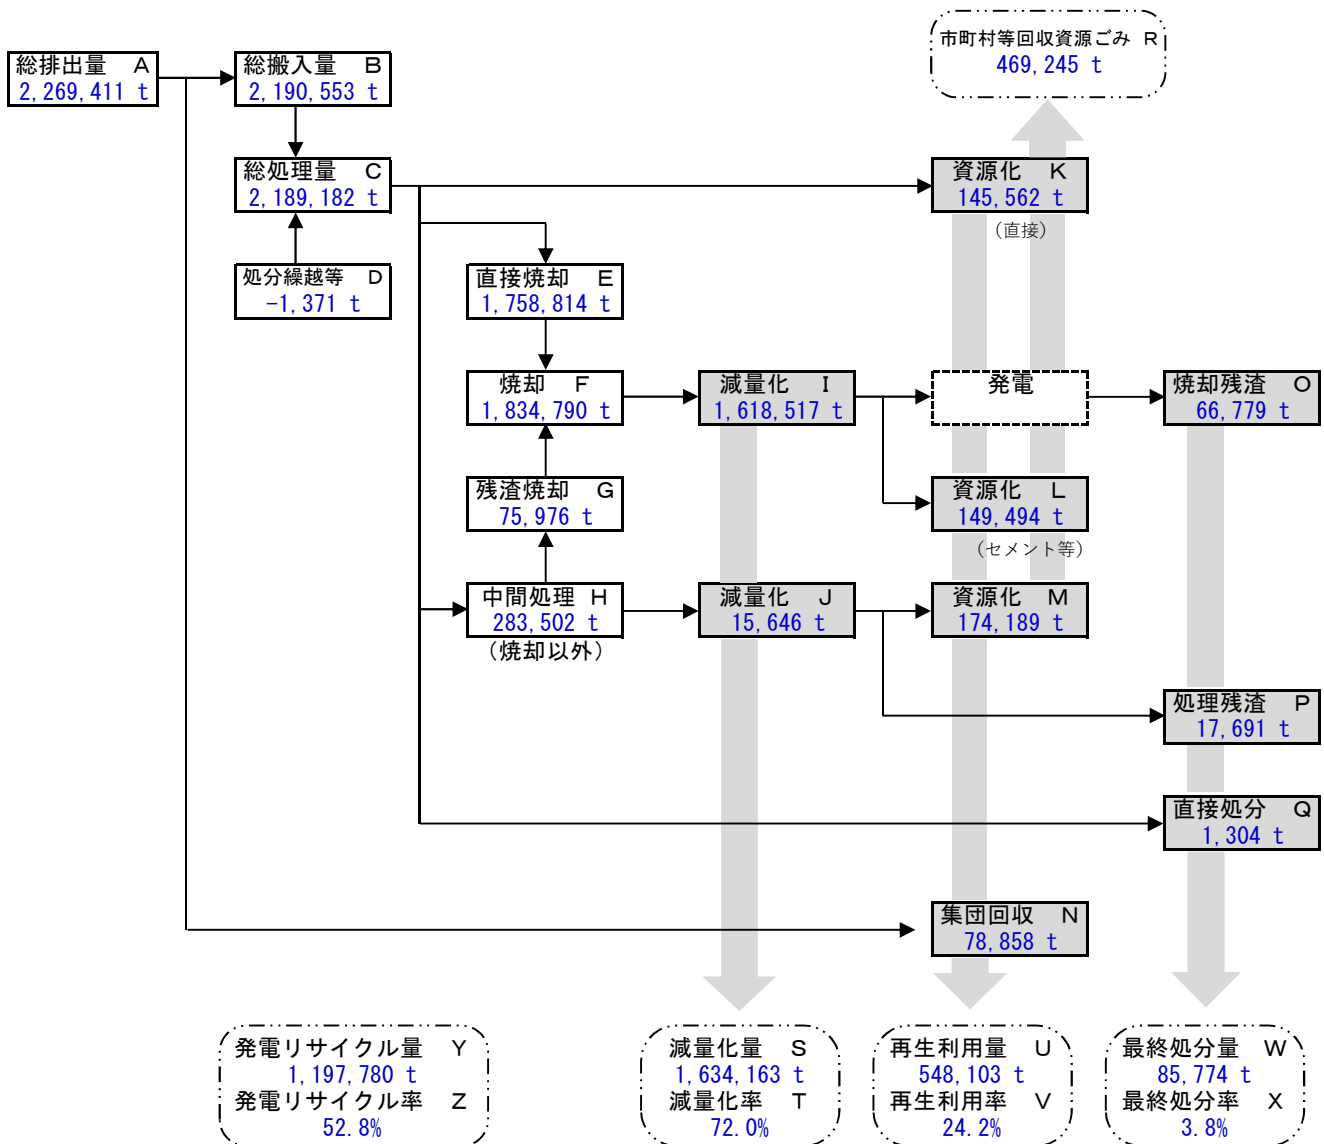 市町村等回収資源ごみ R
469,245 t
総排出量 A
2,269,411 t
総搬入量 B
2,190,553 t
総処理量 C
2,189,182 t
資源化 K
145,562 t
(直接)
処分繰越等 D
-1,371 t
直接焼却 E
1,758,814 t
焼却 F
1,834,790 t
減量化 I
1,618,517 t
発電
焼却残渣 O
66,779 t
残渣焼却 G
75,976 t
資源化 L
149,494 t
(セメント等)
中間処理 H
283,502 t
(焼却以外)
減量化 J
15,646 t
資源化 M
174,189 t
処理残渣 P
17,691 t
直接処分 Q
1,304 t
集団回収 N
78,858 t
発電リサイクル量 Y
1,197,780 t
発電リサイクル率 Z
52.8%
減量化量 S
1,634,163 t
減量化率 T
72.0%
再生利用量 U
548,103 t
再生利用率 V
24.2%
最終処分量 W
85,774 t
最終処分率 X
3.8%